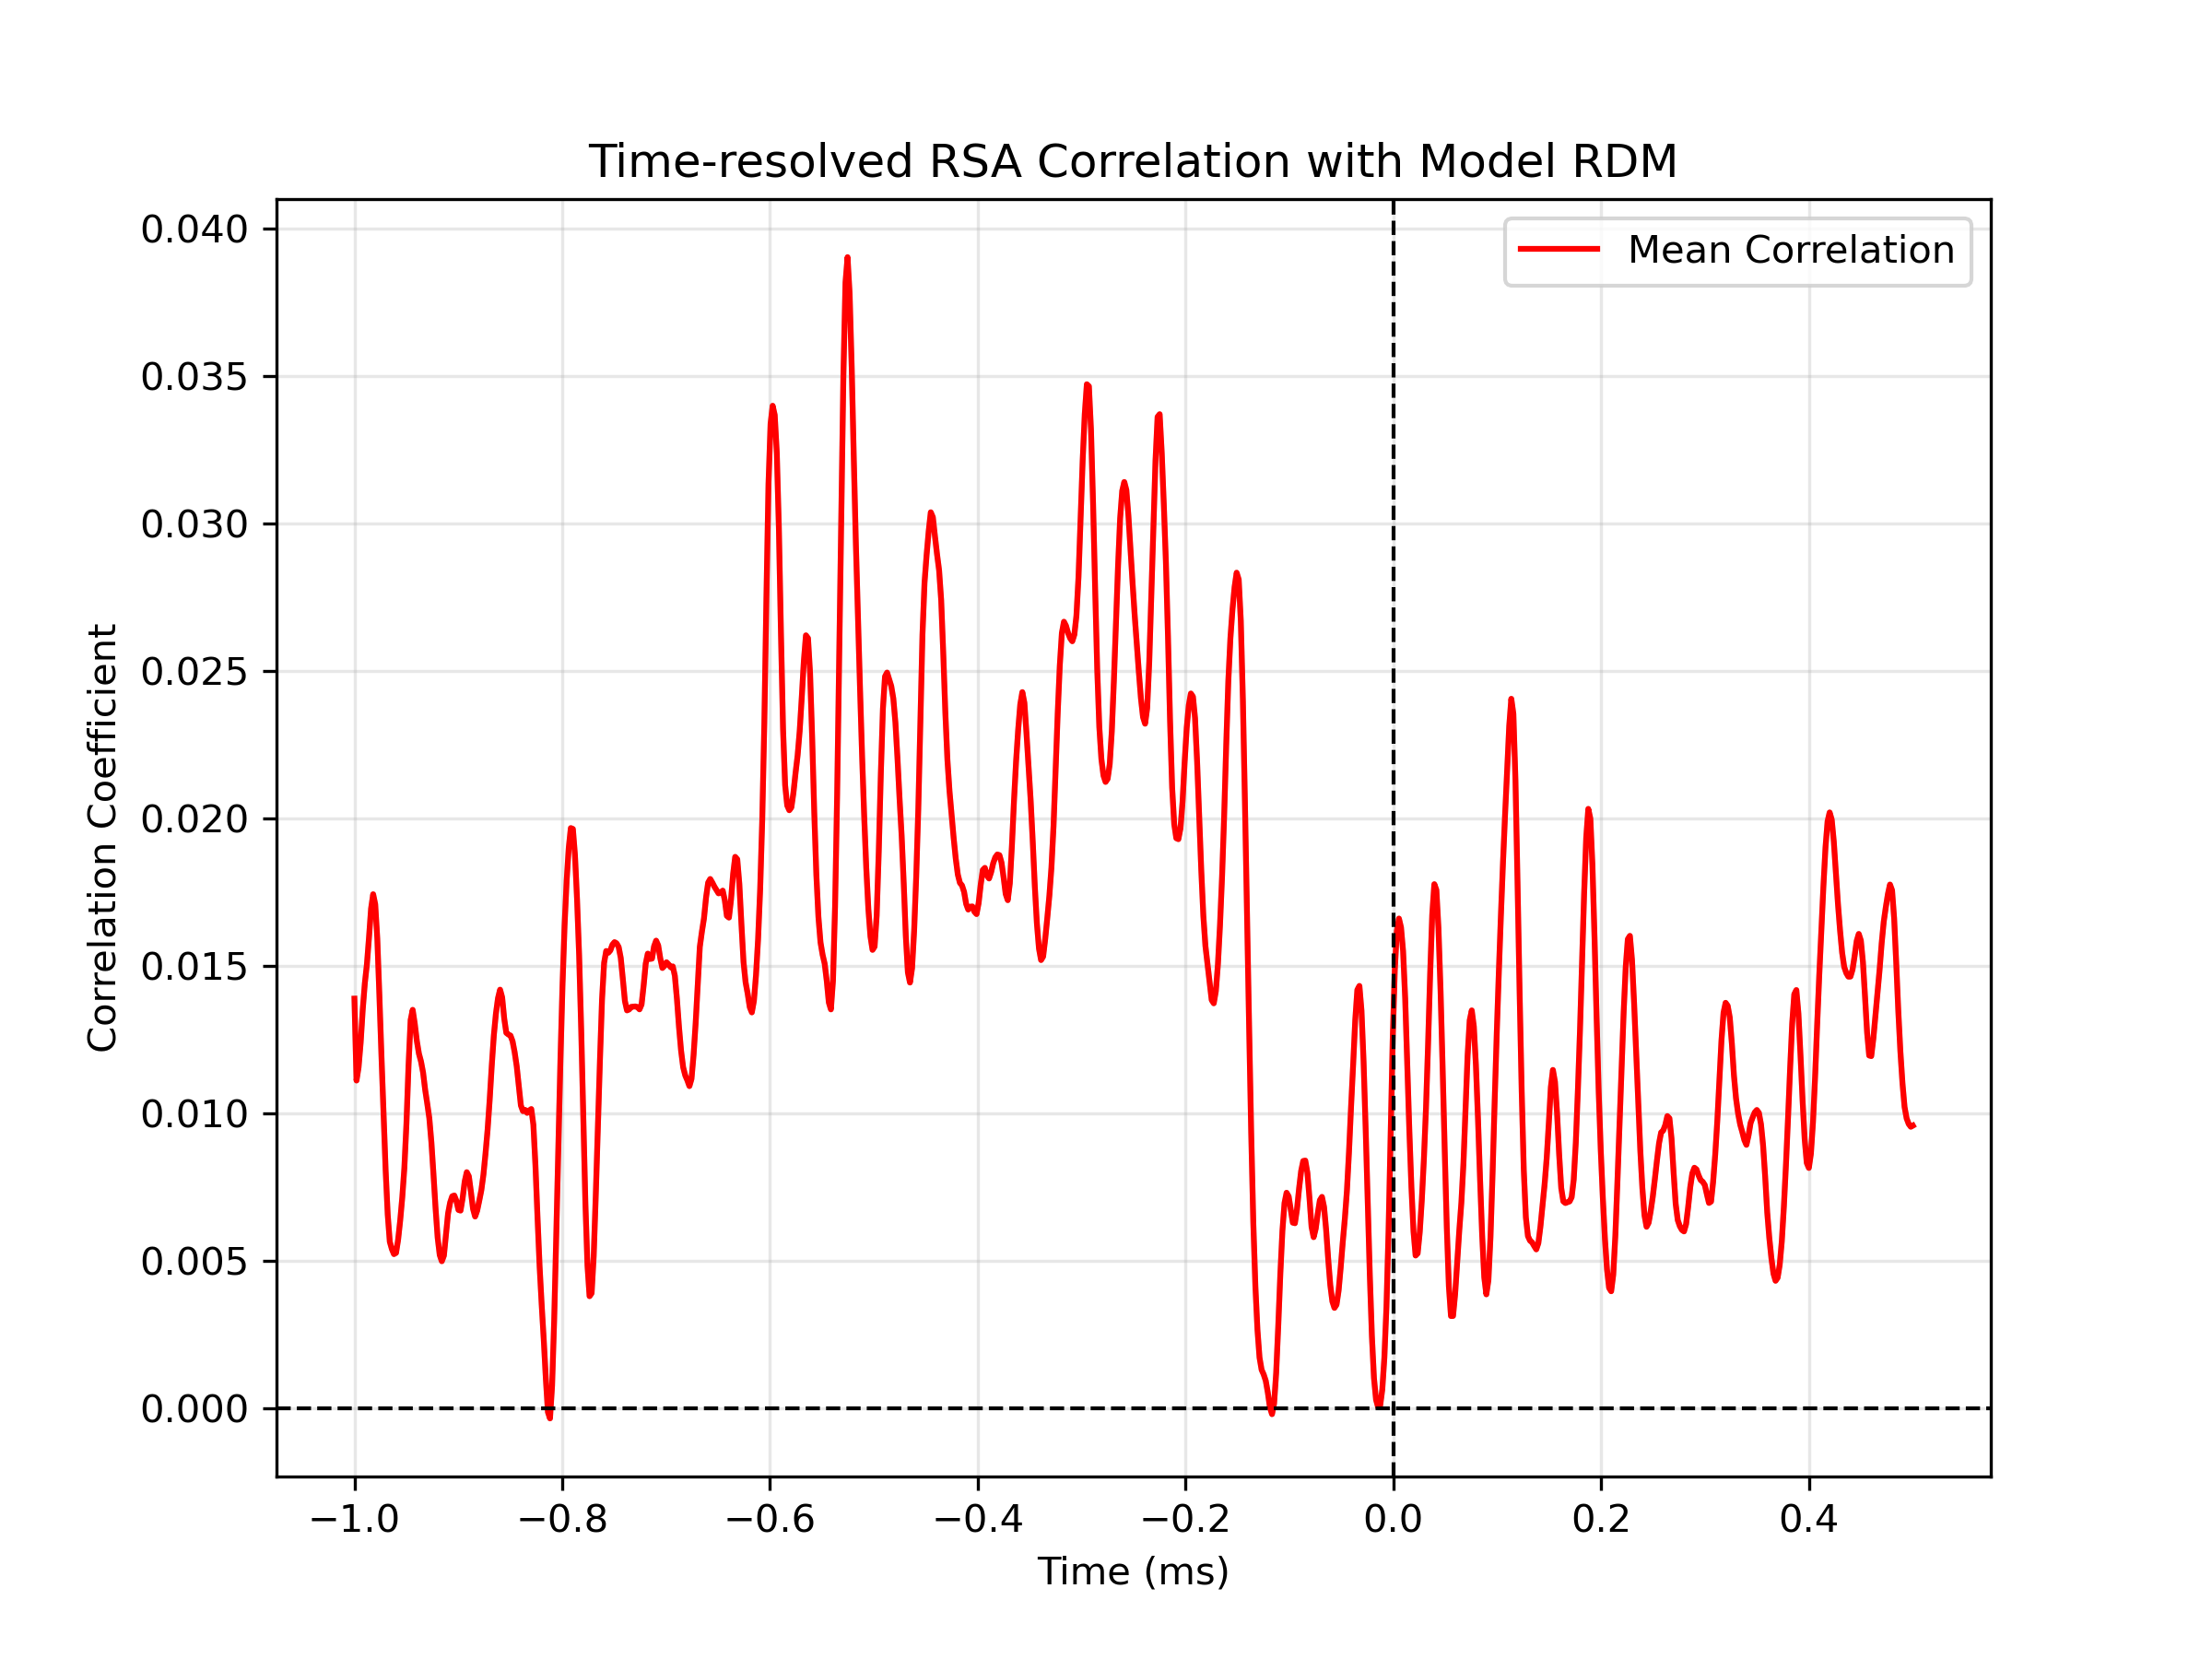 Time-resolved RSA Correlation with Model RDM
Mean Correlation
Correlation Coefficient
0.040
0.035
0.030
0.025
0.020
0.015
0.010
0.005
0.000
−1.0 −0.8 −0.6 −0.4 −0.2 0.0 0.2 0.4
Time (ms)